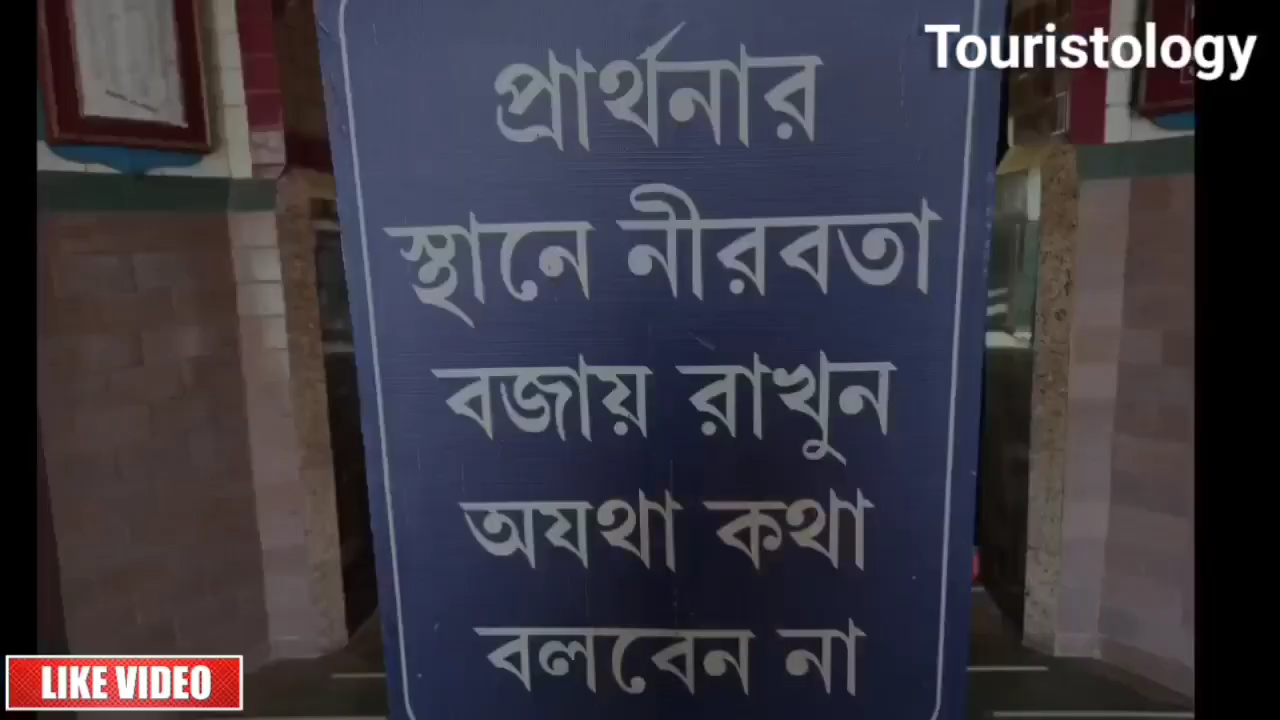 Touristology
প্রার্থনার
স্থানে নীরবতা
বজায় রাখুন
অযথা কথা
বলবেন না
LIKE VIDEO